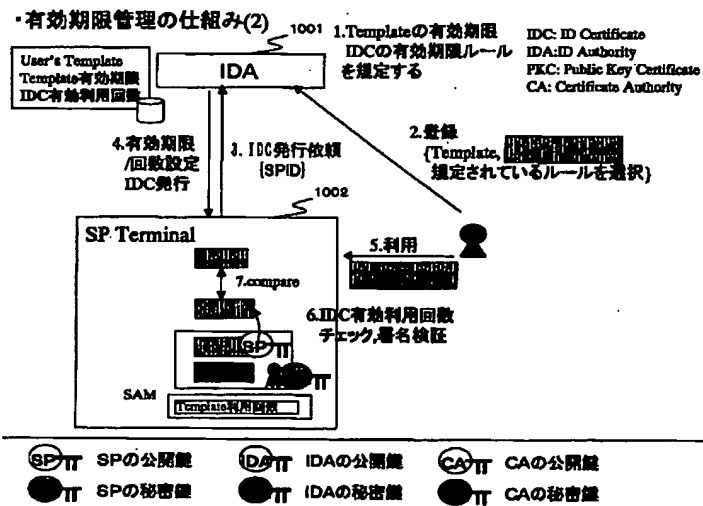 ・有効期限管理の仕組み(2)
1001
IDA
User's Template
Template有効期限
IDC有効利用回数
1.Templateの有効期限
IDCの有効期限ルール
を規定する
IDC: ID Certificate
IDA:ID Authority
PKC: Public Key Certificate
CA: Certificate Authority
2.登録
{Template,
規定されているルールを選択}
4.有効期限
/回数設定
IDC発行
3. IDC発行依頼
{SPID}
1002
SP Terminal
5.利用
7.compare
6.IDC有効利用回数
チェック,署名検証
SP
SAM
Template利用回数
SP SPの公開鍵
IDA IDAの公開鍵
CA CAの公開鍵
SPの秘密鍵
IDAの秘密鍵
CAの秘密鍵